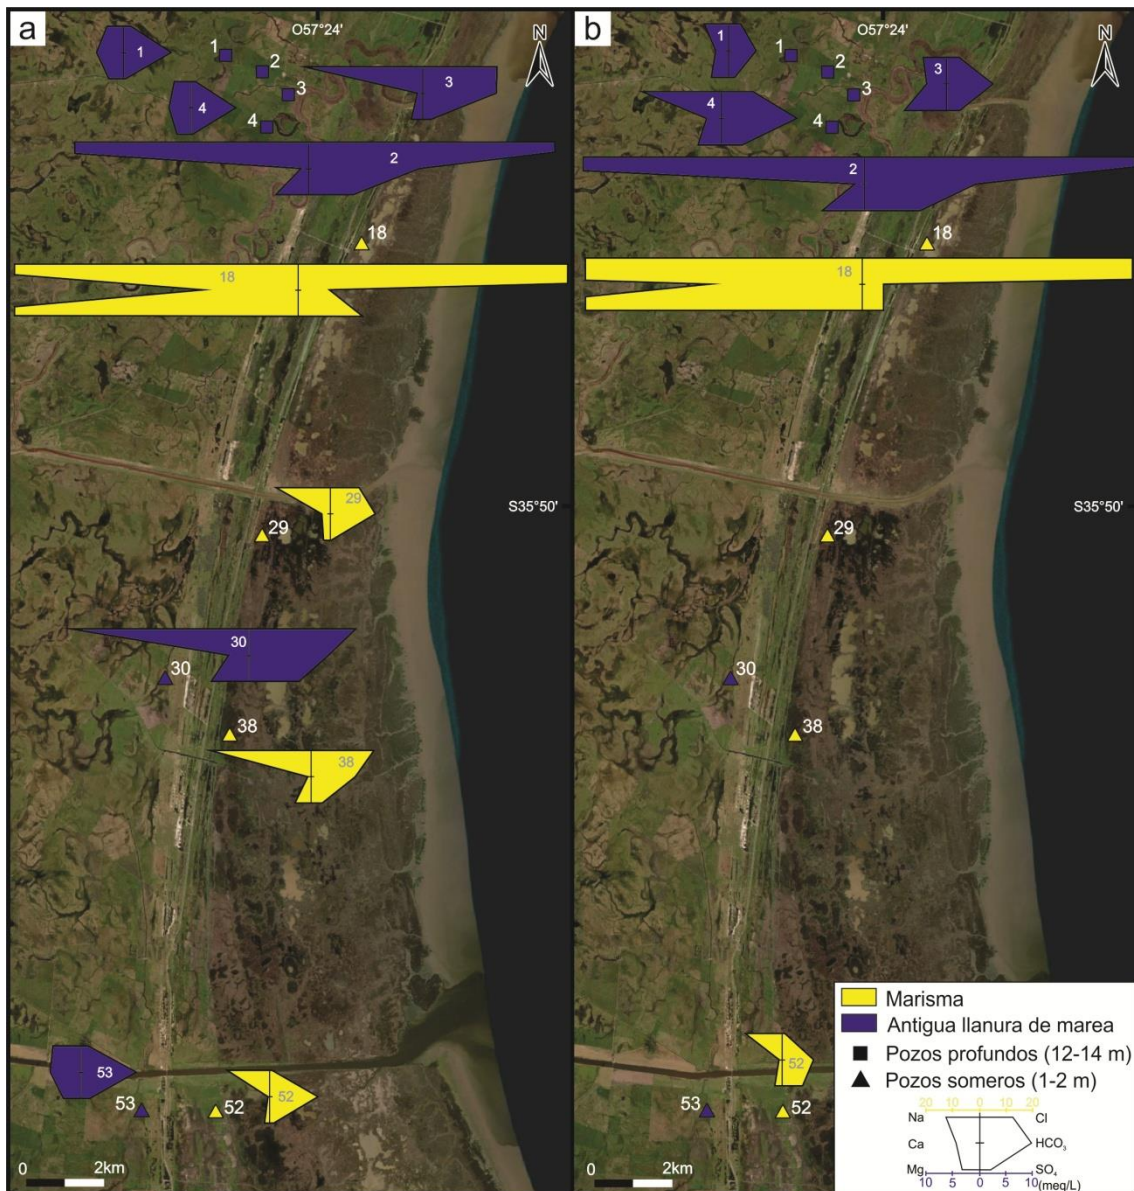 a
O57°24'
N
1
1
2
3
3
4
4
2
18
18
29
S35°50'
29
30
30
38
38
53
52
53
52
0
2km
b
O57°24'
N
1
1
2
3
3
4
4
2
18
18
S35°50'
29
30
38
52
53
52
0
2km
Marisma
Antigua llanura de marea
Pozos profundos (12-14 m)
Pozos someros (1-2 m)
20 10 0 10 20
Na Cl
Ca HCO₃
Mg SO₄
10 5 0 5 10
(meq/L)